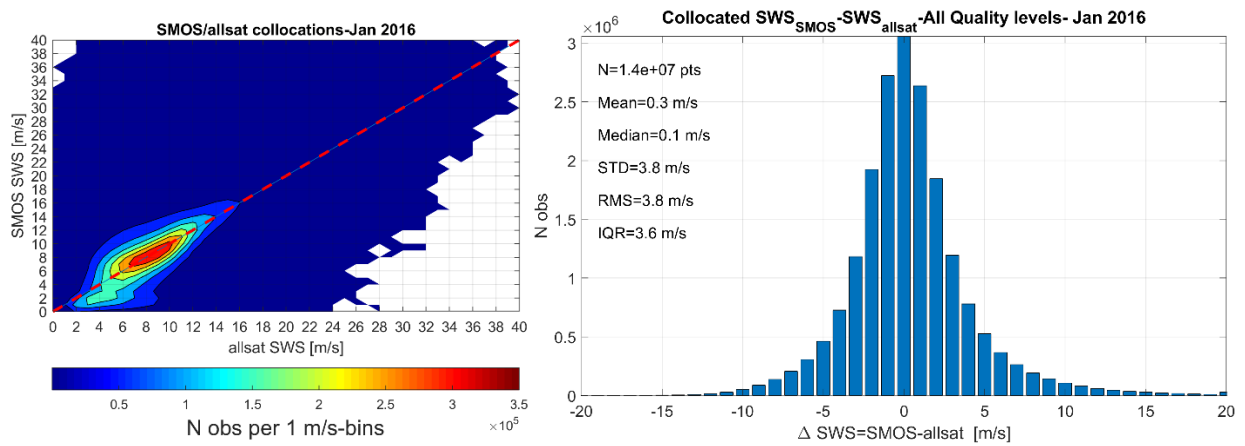 SMOS/allsat collocations-Jan 2016
40
38
36
34
32
30
28
26
24
22
20
18
16
14
12
10
8
6
4
2
0
SMOS SWS [m/s]
0 2 4 6 8 10 12 14 16 18 20 22 24 26 28 30 32 34 36 38 40
allsat SWS [m/s]
0.5 1 1.5 2 2.5 3 3.5
×10⁵
N obs per 1 m/s-bins
Collocated SWS_SMOS-SWS_allsat-All Quality levels- Jan 2016
×10⁶
3
2.5
2
1.5
1
0.5
0
N obs
N=1.4e+07 pts
Mean=0.3 m/s
Median=0.1 m/s
STD=3.8 m/s
RMS=3.8 m/s
IQR=3.6 m/s
-20 -15 -10 -5 0 5 10 15 20
Δ SWS=SMOS-allsat [m/s]